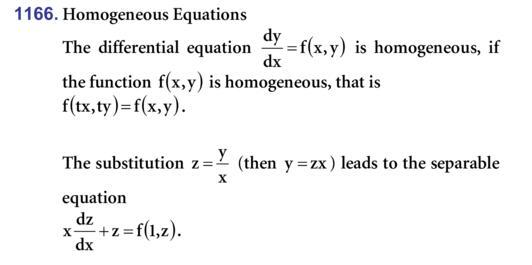 1166. Homogeneous Equations
The differential equation dy/dx = f(x,y) is homogeneous, if
the function f(x,y) is homogeneous, that is
f(tx,ty)=f(x,y).
The substitution z = y/x (then y = zx) leads to the separable
equation
x dz/dx + z = f(1,z).